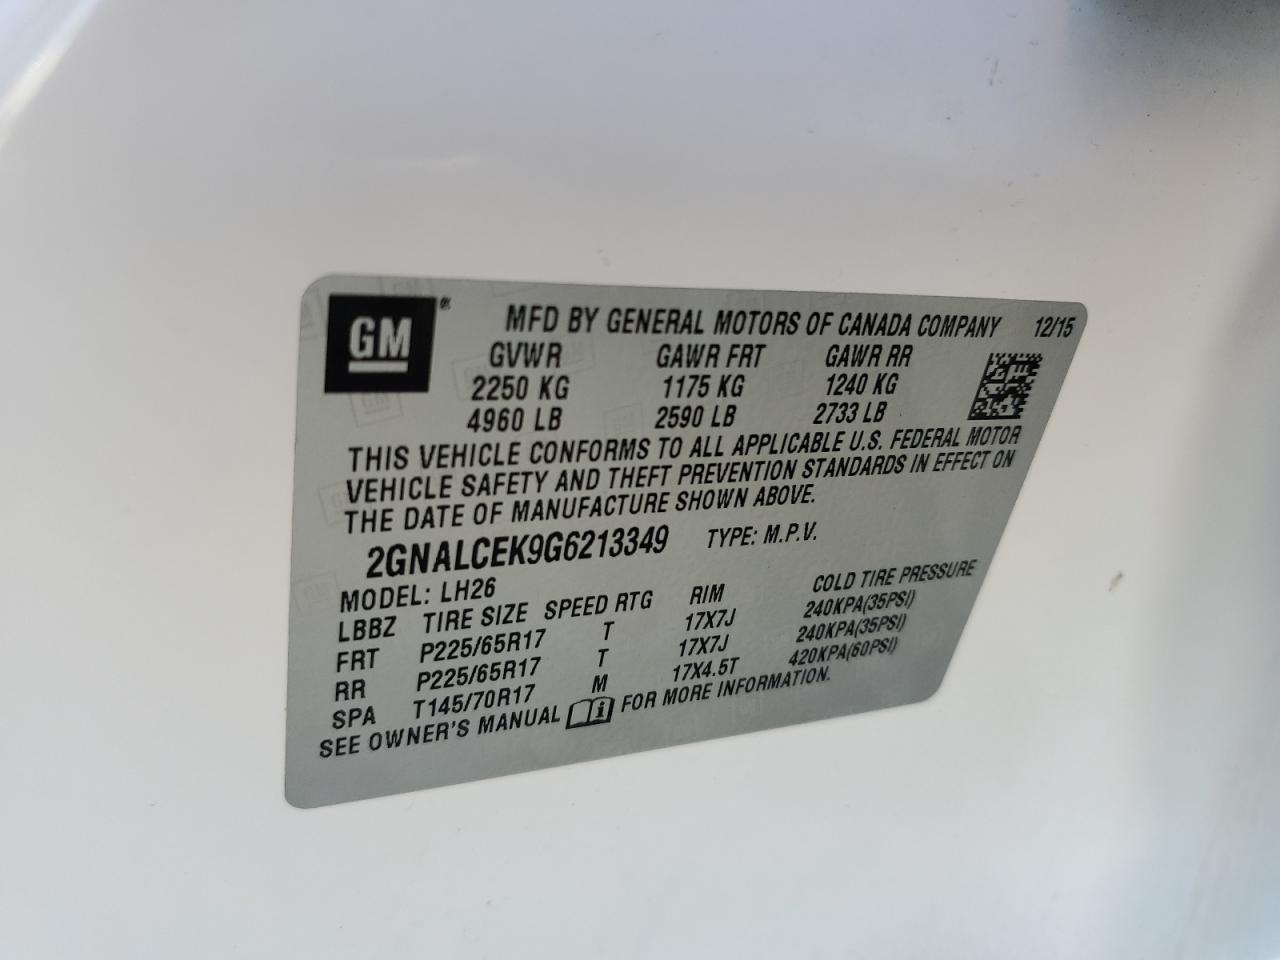 GM ®
MFD BY GENERAL MOTORS OF CANADA COMPANY 12/15
GVWR GAWR FRT GAWR RR
2250 KG 1175 KG 1240 KG
4960 LB 2590 LB 2733 LB
THIS VEHICLE CONFORMS TO ALL APPLICABLE U.S. FEDERAL MOTOR
VEHICLE SAFETY AND THEFT PREVENTION STANDARDS IN EFFECT ON
THE DATE OF MANUFACTURE SHOWN ABOVE.
2GNALCEK9G6213349 TYPE: M.P.V.
MODEL: LH26
LBBZ TIRE SIZE SPEED RTG RIM COLD TIRE PRESSURE
FRT P225/65R17 T 17X7J 240KPA(35PSI)
RR P225/65R17 T 17X7J 240KPA(35PSI)
SPA T145/70R17 M 17X4.5T 420KPA(60PSI)
SEE OWNER'S MANUAL i FOR MORE INFORMATION.